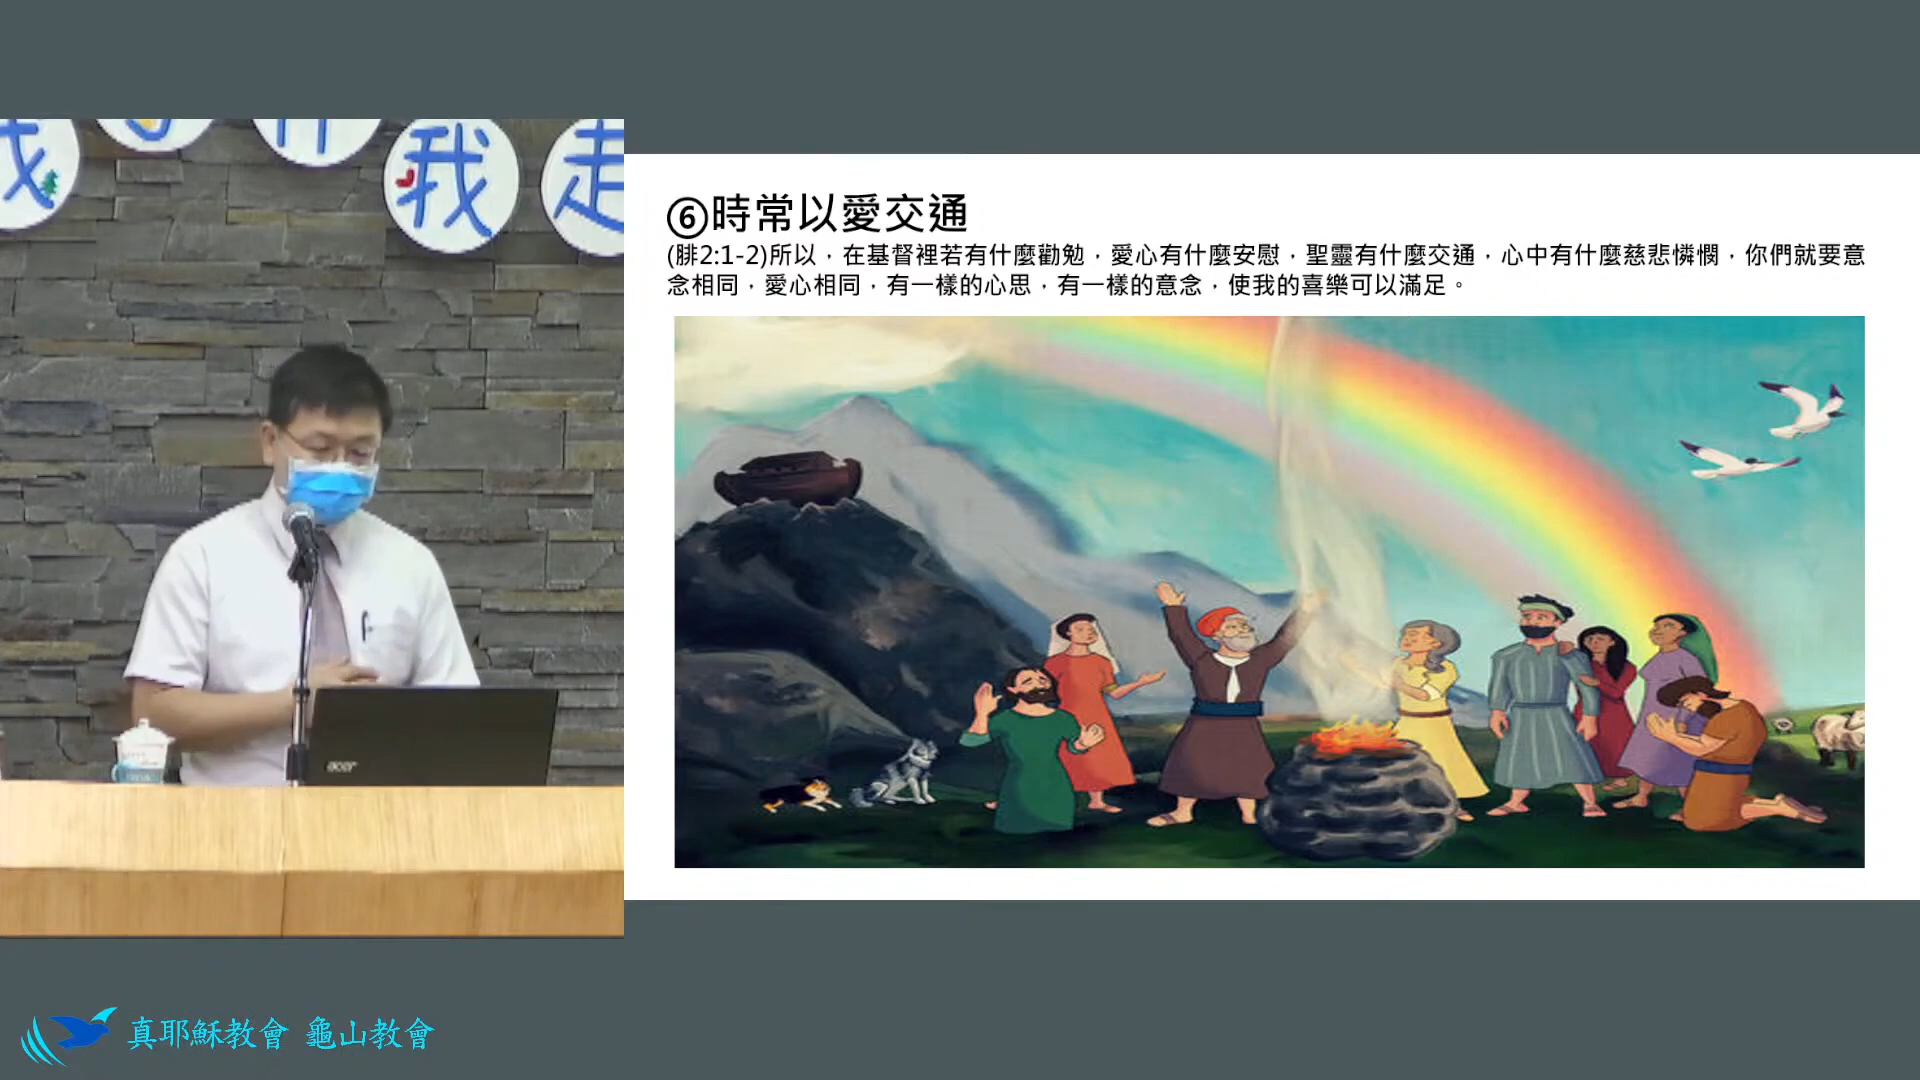 我 起
⑥時常以愛交通
(腓2:1-2)所以，在基督裡若有什麼勸勉，愛心有什麼安慰，聖靈有什麼交通，心中有什麼慈悲憐憫，你們就要意
念相同，愛心相同，有一樣的心思，有一樣的意念，使我的喜樂可以滿足。
acer
真耶穌教會 龜山教會